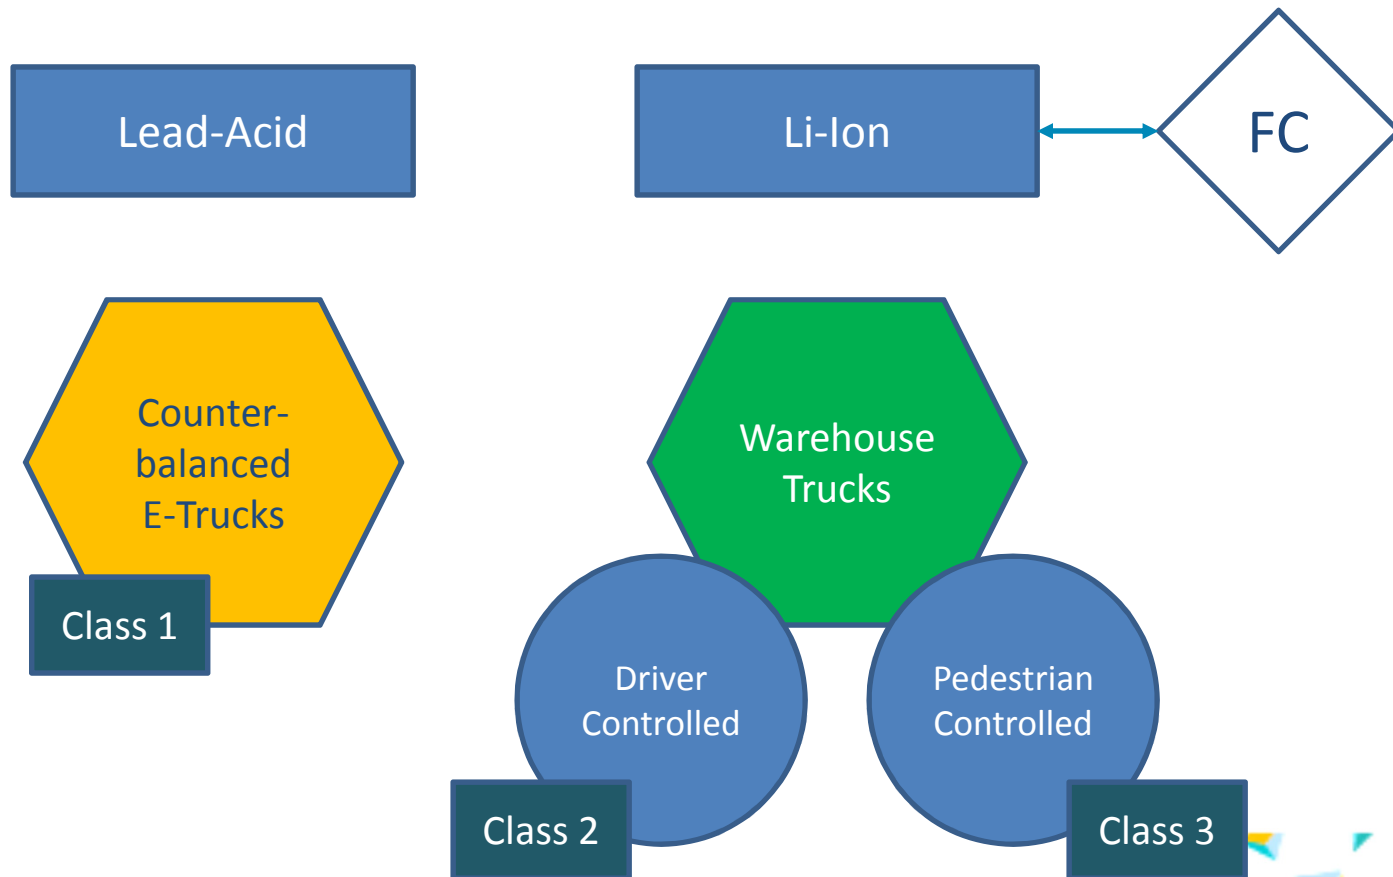 Lead-Acid
Li-Ion
FC
Counter-
balanced
E-Trucks
Warehouse
Trucks
Class 1
Driver
Controlled
Pedestrian
Controlled
Class 2
Class 3